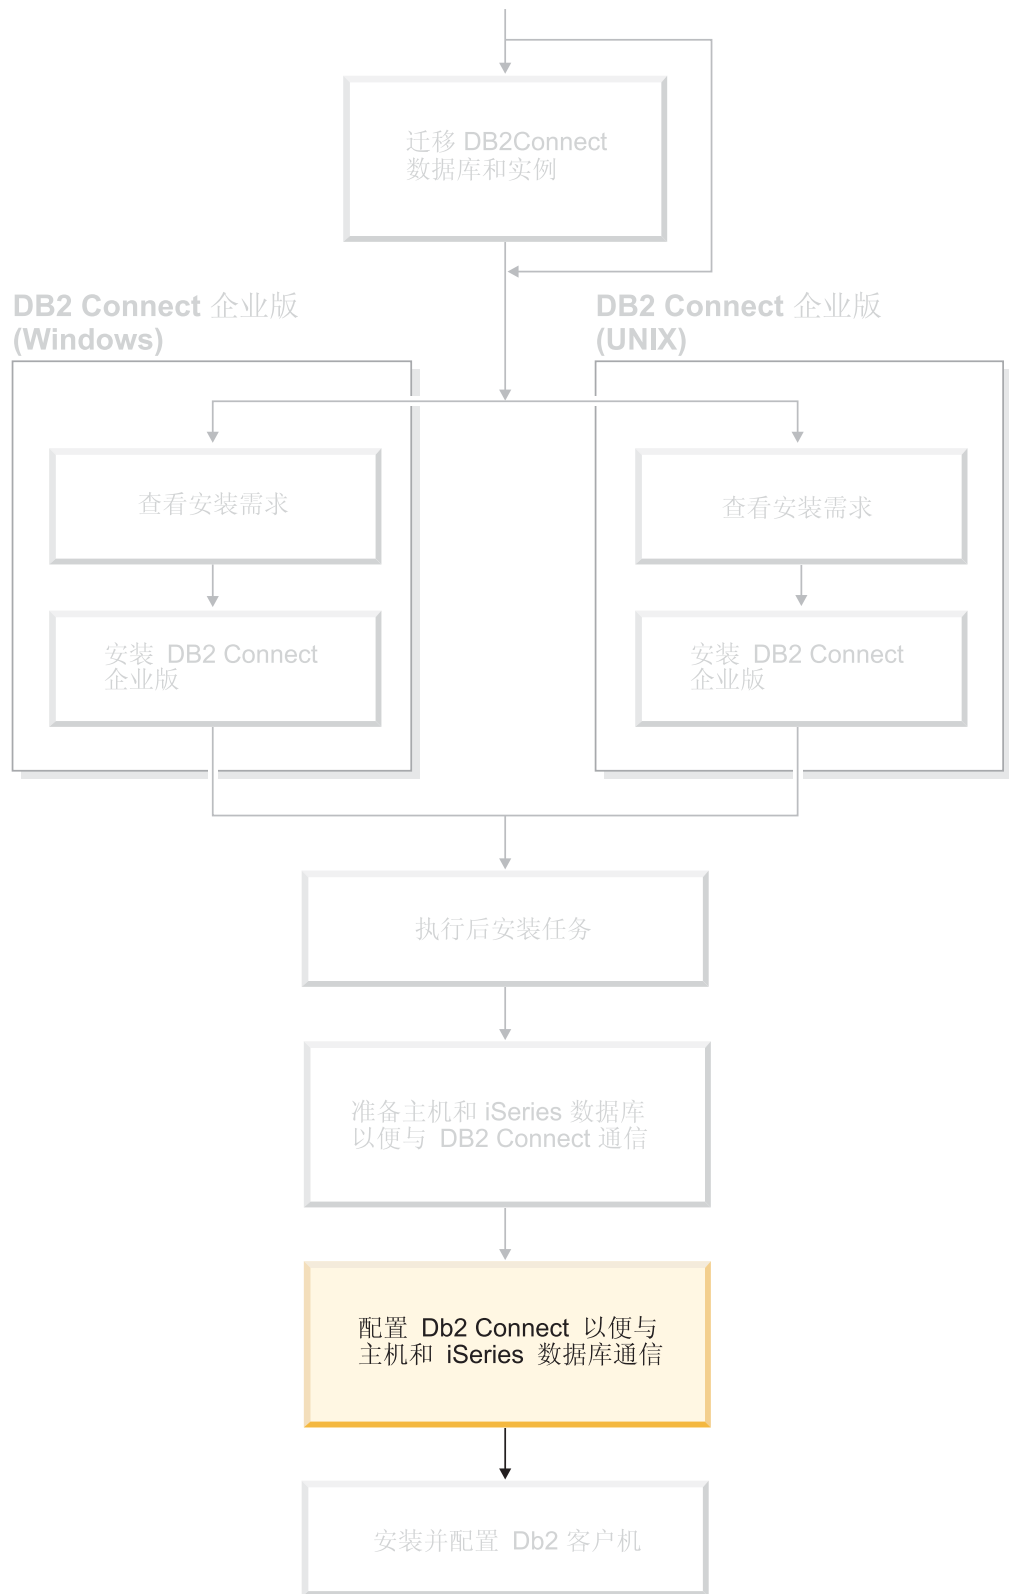 迁移 DB2Connect
数据库和实例
DB2 Connect 企业版
(Windows)
DB2 Connect 企业版
(UNIX)
查看安装需求
查看安装需求
安装 DB2 Connect
企业版
安装 DB2 Connect
企业版
执行后安装任务
准备主机和 iSeries 数据库
以便与 DB2 Connect 通信
配置 Db2 Connect 以便与
主机和 iSeries 数据库通信
安装并配置 Db2 客户机